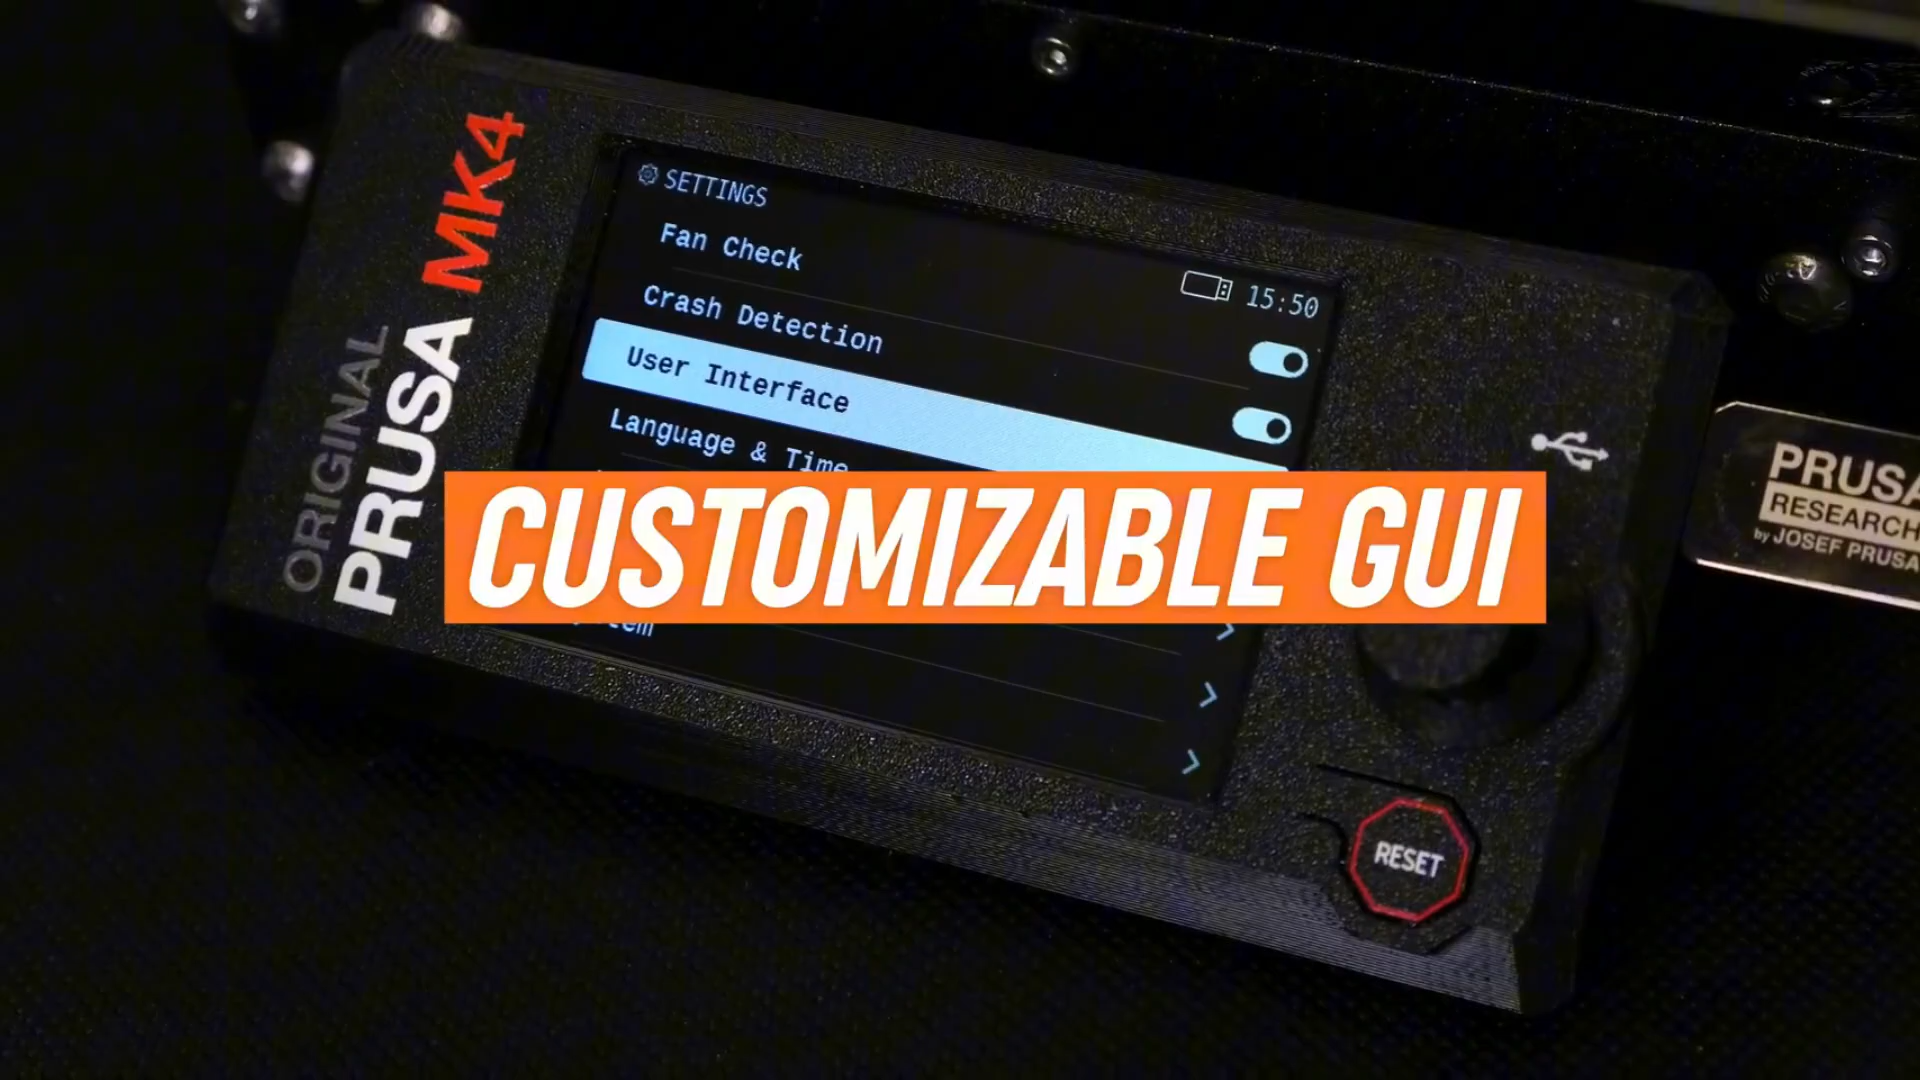 ORIGINAL
PRUSA MK4
SETTINGS
15:50
Fan Check
Crash Detection
User Interface
Language & Time
CUSTOMIZABLE GUI
RESET
PRUSA
RESEARCH
by JOSEF PRUSA